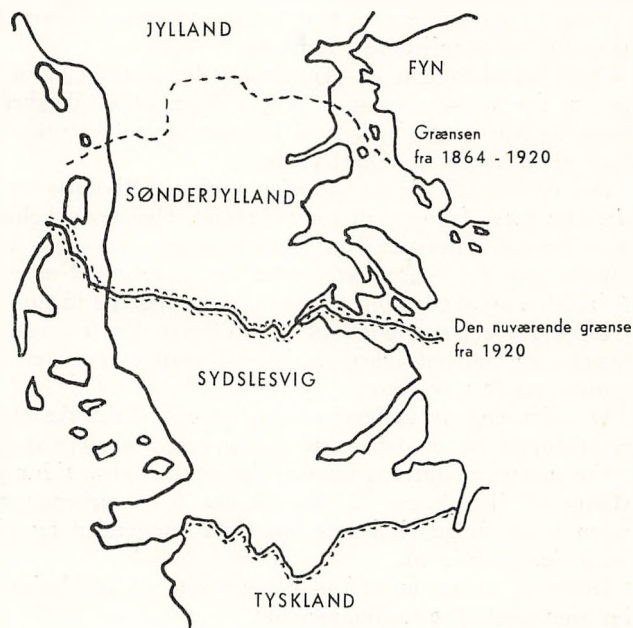 JYLLAND
FYN
Grænsen
fra 1864 - 1920
SØNDERJYLLAND
Den nuværende grænse
fra 1920
SYDSLESVIG
TYSKLAND